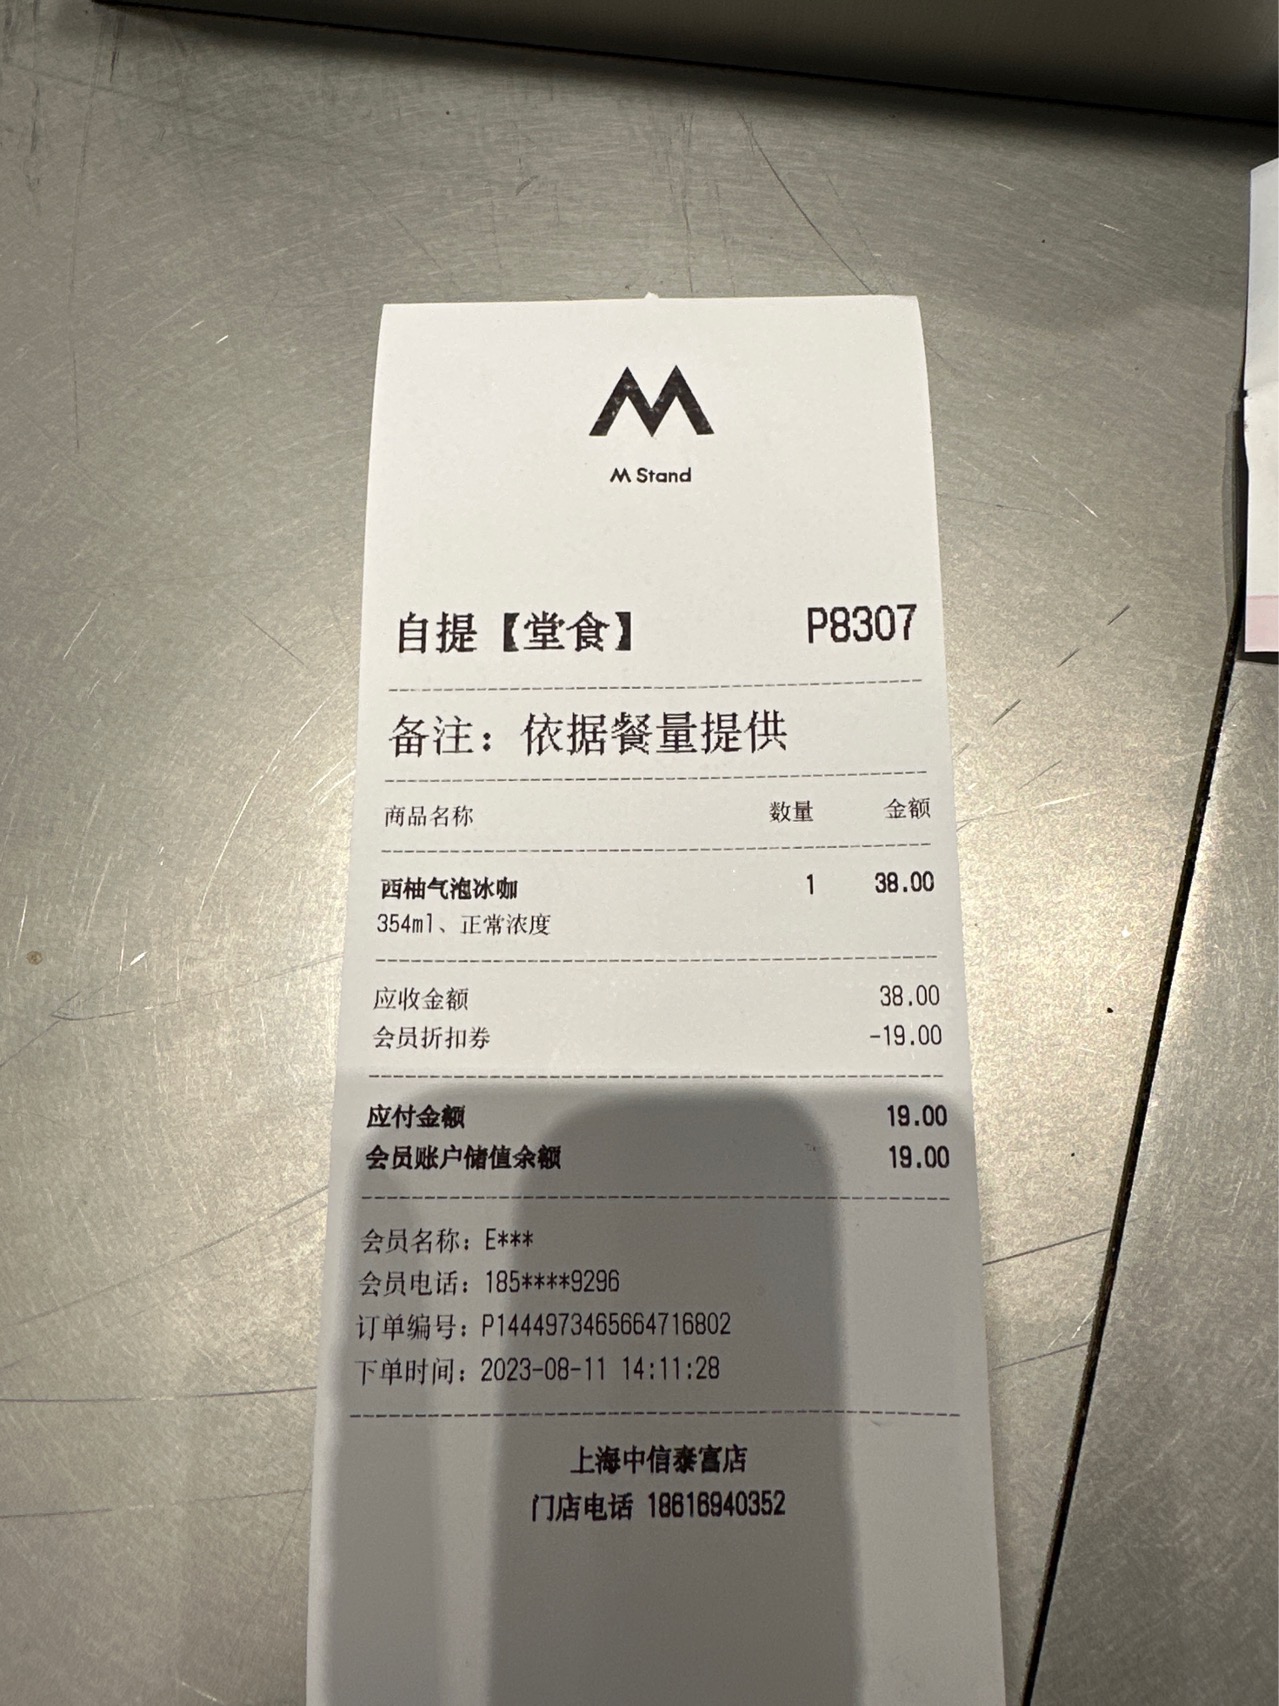 M Stand
自提【堂食】 P8307
备注：依据餐量提供
商品名称 数量 金额
西柚气泡冰咖 1 38.00
354ml、正常浓度
应收金额 38.00
会员折扣券 -19.00
应付金额 19.00
会员账户储值余额 19.00
会员名称：E***
会员电话：185****9296
订单编号：P1444973465664716802
下单时间：2023-08-11 14:11:28
上海中信泰富店
门店电话 18616940352